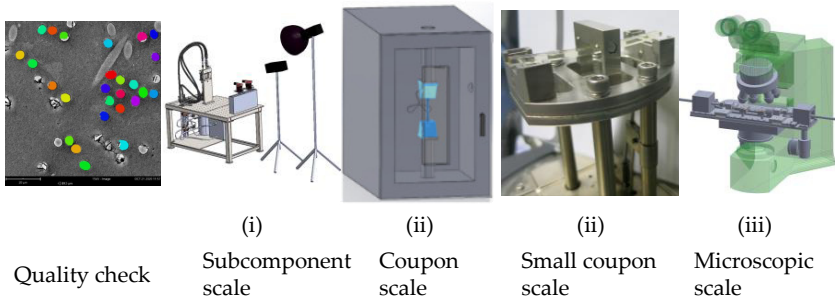 (i) (ii) (ii) (iii)
Quality check
Subcomponent scale
Coupon scale
Small coupon scale
Microscopic scale